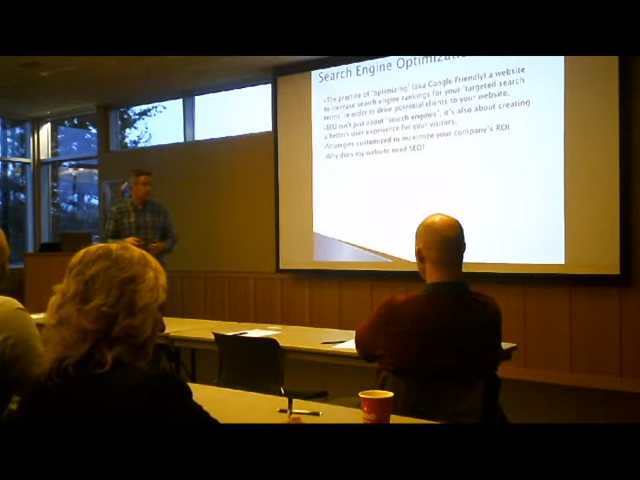 Search Engine Optimizat
•The practice of "optimizing" (aka Google Friendly) a website
to increase search engine rankings for your "targeted search
terms" in order to drive potential clients to your website.
•SEO isn't just about "search engines", it's also about creating
a better user experience for your visitors.
•Strategies customized to maximize your company's ROI
•Why does my website need SEO?